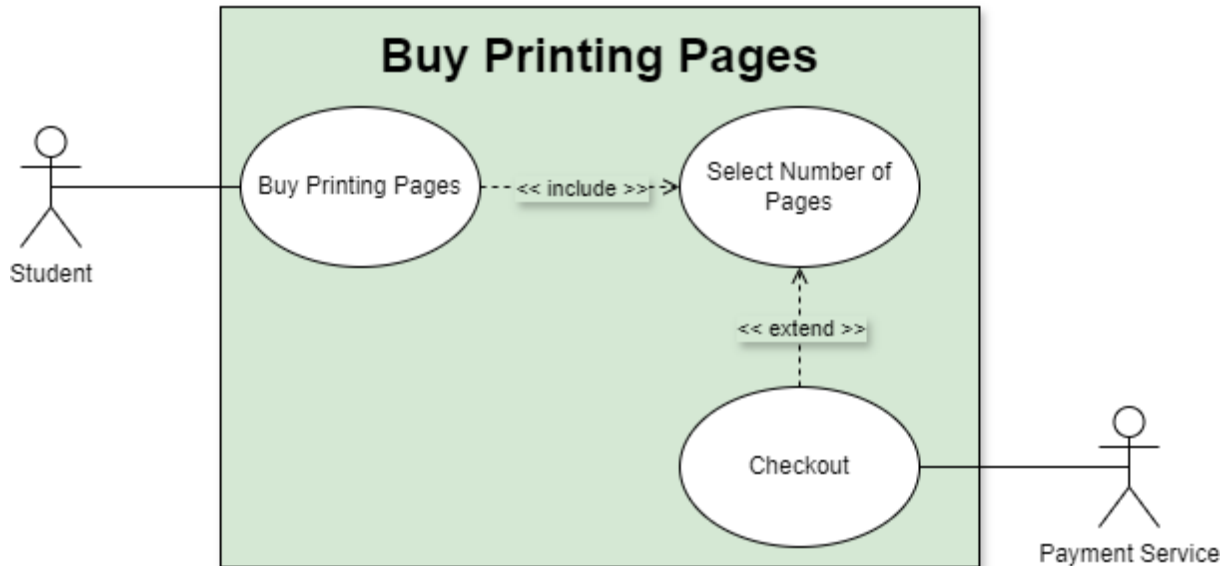 Buy Printing Pages
Buy Printing Pages
<< include >>
Select Number of
Pages
Student
<< extend >>
Checkout
Payment Service